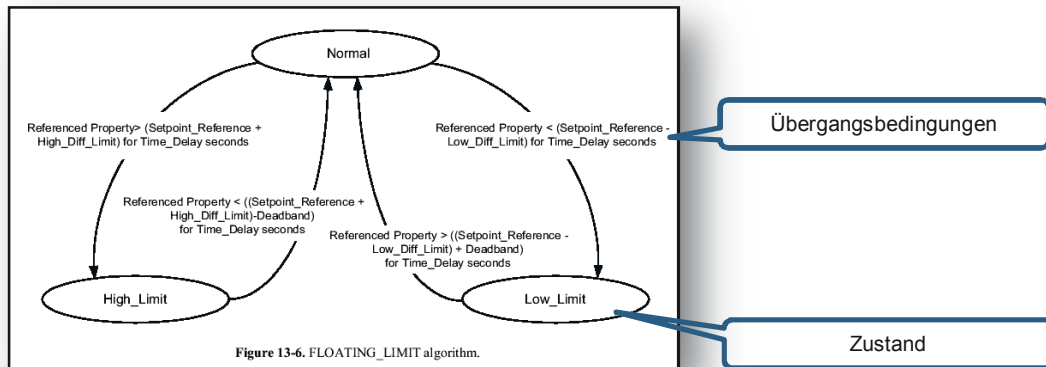 Normal
Referenced Property> (Setpoint_Reference +
High_Diff_Limit) for Time_Delay seconds
Referenced Property < (Setpoint_Reference -
Low_Diff_Limit) for Time_Delay seconds
Übergangsbedingungen
Referenced Property < ((Setpoint_Reference +
High_Diff_Limit)-Deadband)
for Time_Delay seconds
Referenced Property > ((Setpoint_Reference -
Low_Diff_Limit) + Deadband)
for Time_Delay seconds
High_Limit
Low_Limit
Zustand
Figure 13-6. FLOATING_LIMIT algorithm.